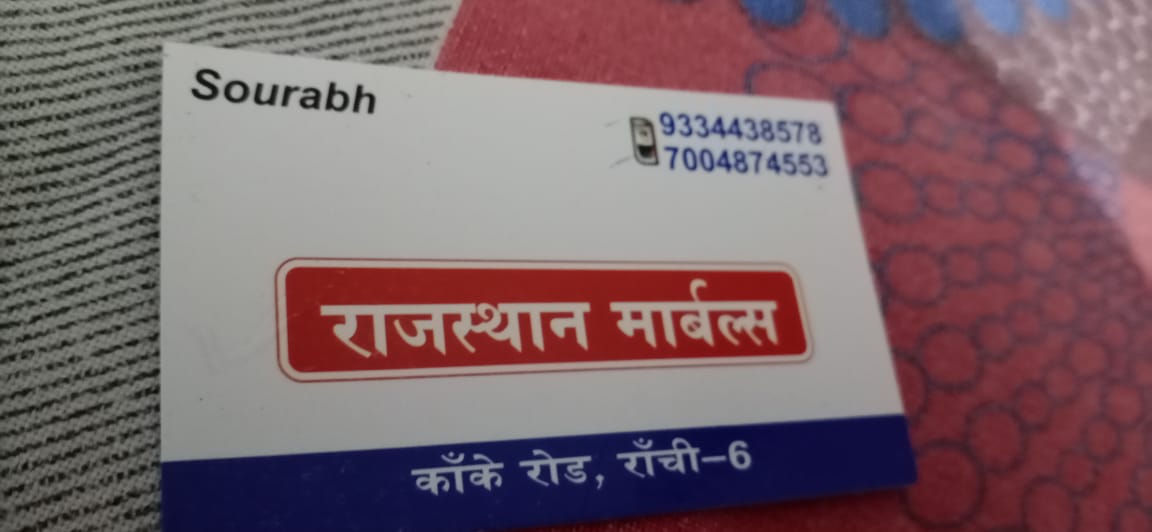 Sourabh
9334438578
7004874553
राजस्थान मार्बल्स
काँके रोड, राँची-6